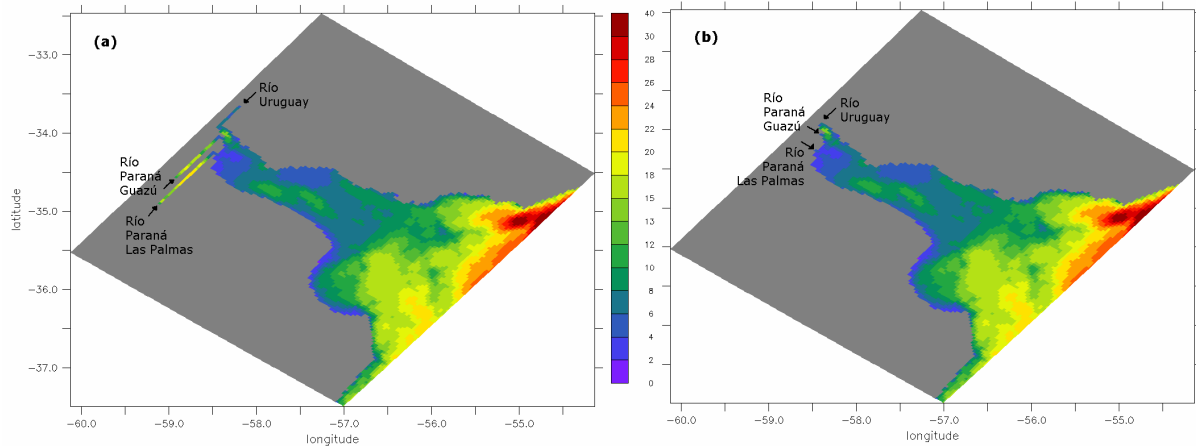 (a)
Río
Uruguay
Río
Paraná
Guazú
Río
Paraná
Las Palmas
−33.0
−34.0
−35.0
−36.0
−37.0
latitude
−60.0
−59.0
−58.0
−57.0
−56.0
−55.0
longitude
40
30
28
26
24
22
20
18
15
13
12
10
8
6
4
2
0
(b)
Río
Paraná
Guazú
Río
Uruguay
Río
Paraná
Las Palmas
−60.0
−59.0
−58.0
−57.0
−56.0
−55.0
longitude